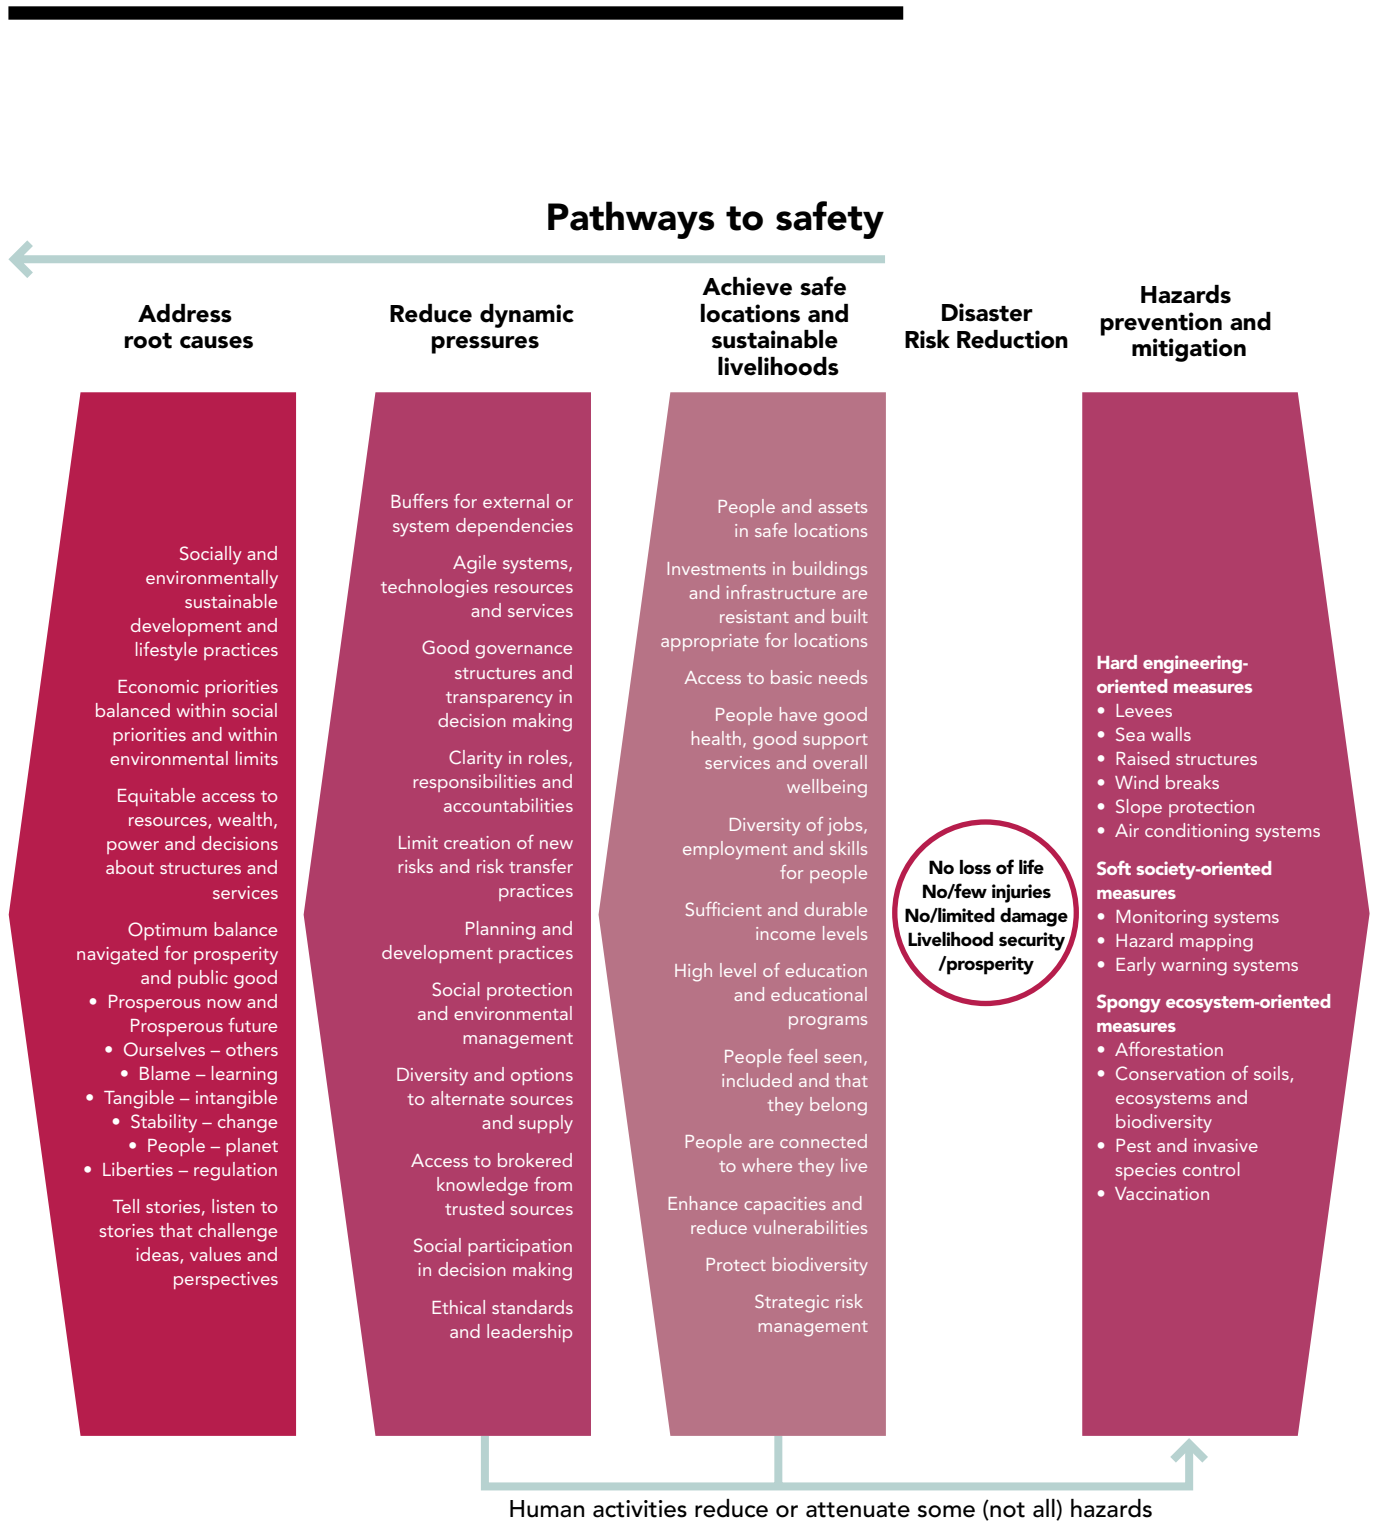 Pathways to safety
Address
root causes
Reduce dynamic
pressures
Achieve safe
locations and
sustainable
livelihoods
Disaster
Risk Reduction
Hazards
prevention and
mitigation
Socially and
environmentally
sustainable
development and
lifestyle practices
Economic priorities
balanced within social
priorities and within
environmental limits
Equitable access to
resources, wealth,
power and decisions
about structures and
services
Optimum balance
navigated for prosperity
and public good
• Prosperous now and
Prosperous future
• Ourselves – others
• Blame – learning
• Tangible – intangible
• Stability – change
• People – planet
• Liberties – regulation
Tell stories, listen to
stories that challenge
ideas, values and
perspectives
Buffers for external or
system dependencies
Agile systems,
technologies resources
and services
Good governance
structures and
transparency in
decision making
Clarity in roles,
responsibilities and
accountabilities
Limit creation of new
risks and risk transfer
practices
Planning and
development practices
Social protection
and environmental
management
Diversity and options
to alternate sources
and supply
Access to brokered
knowledge from
trusted sources
Social participation
in decision making
Ethical standards
and leadership
People and assets
in safe locations
Investments in buildings
and infrastructure are
resistant and built
appropriate for locations
Access to basic needs
People have good
health, good support
services and overall
wellbeing
Diversity of jobs,
employment and skills
for people
Sufficient and durable
income levels
High level of education
and educational
programs
People feel seen,
included and that
they belong
People are connected
to where they live
Enhance capacities and
reduce vulnerabilities
Protect biodiversity
Strategic risk
management
No loss of life
No/few injuries
No/limited damage
Livelihood security
/prosperity
Hard engineering-
oriented measures
• Levees
• Sea walls
• Raised structures
• Wind breaks
• Slope protection
• Air conditioning systems
Soft society-oriented
measures
• Monitoring systems
• Hazard mapping
• Early warning systems
Spongy ecosystem-oriented
measures
• Afforestation
• Conservation of soils,
ecosystems and
biodiversity
• Pest and invasive
species control
• Vaccination
Human activities reduce or attenuate some (not all) hazards